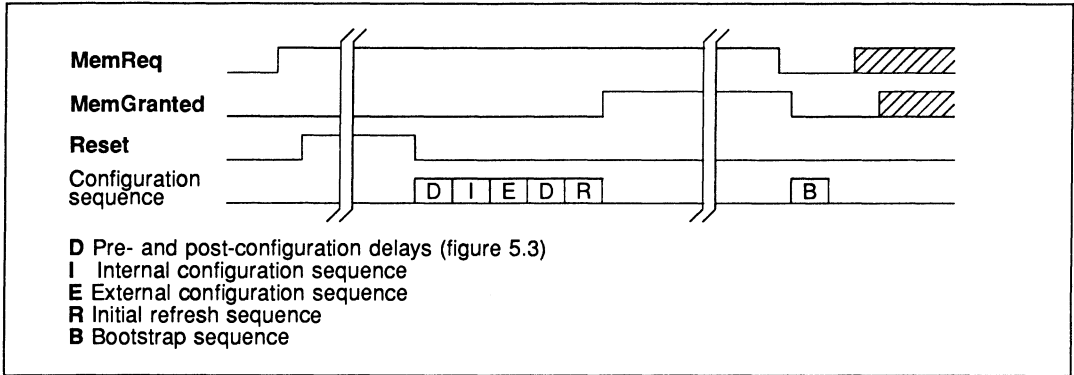 MemReq
MemGranted
Reset
Configuration
sequence
D I E D R
B
D Pre- and post-configuration delays (figure 5.3)
I Internal configuration sequence
E External configuration sequence
R Initial refresh sequence
B Bootstrap sequence